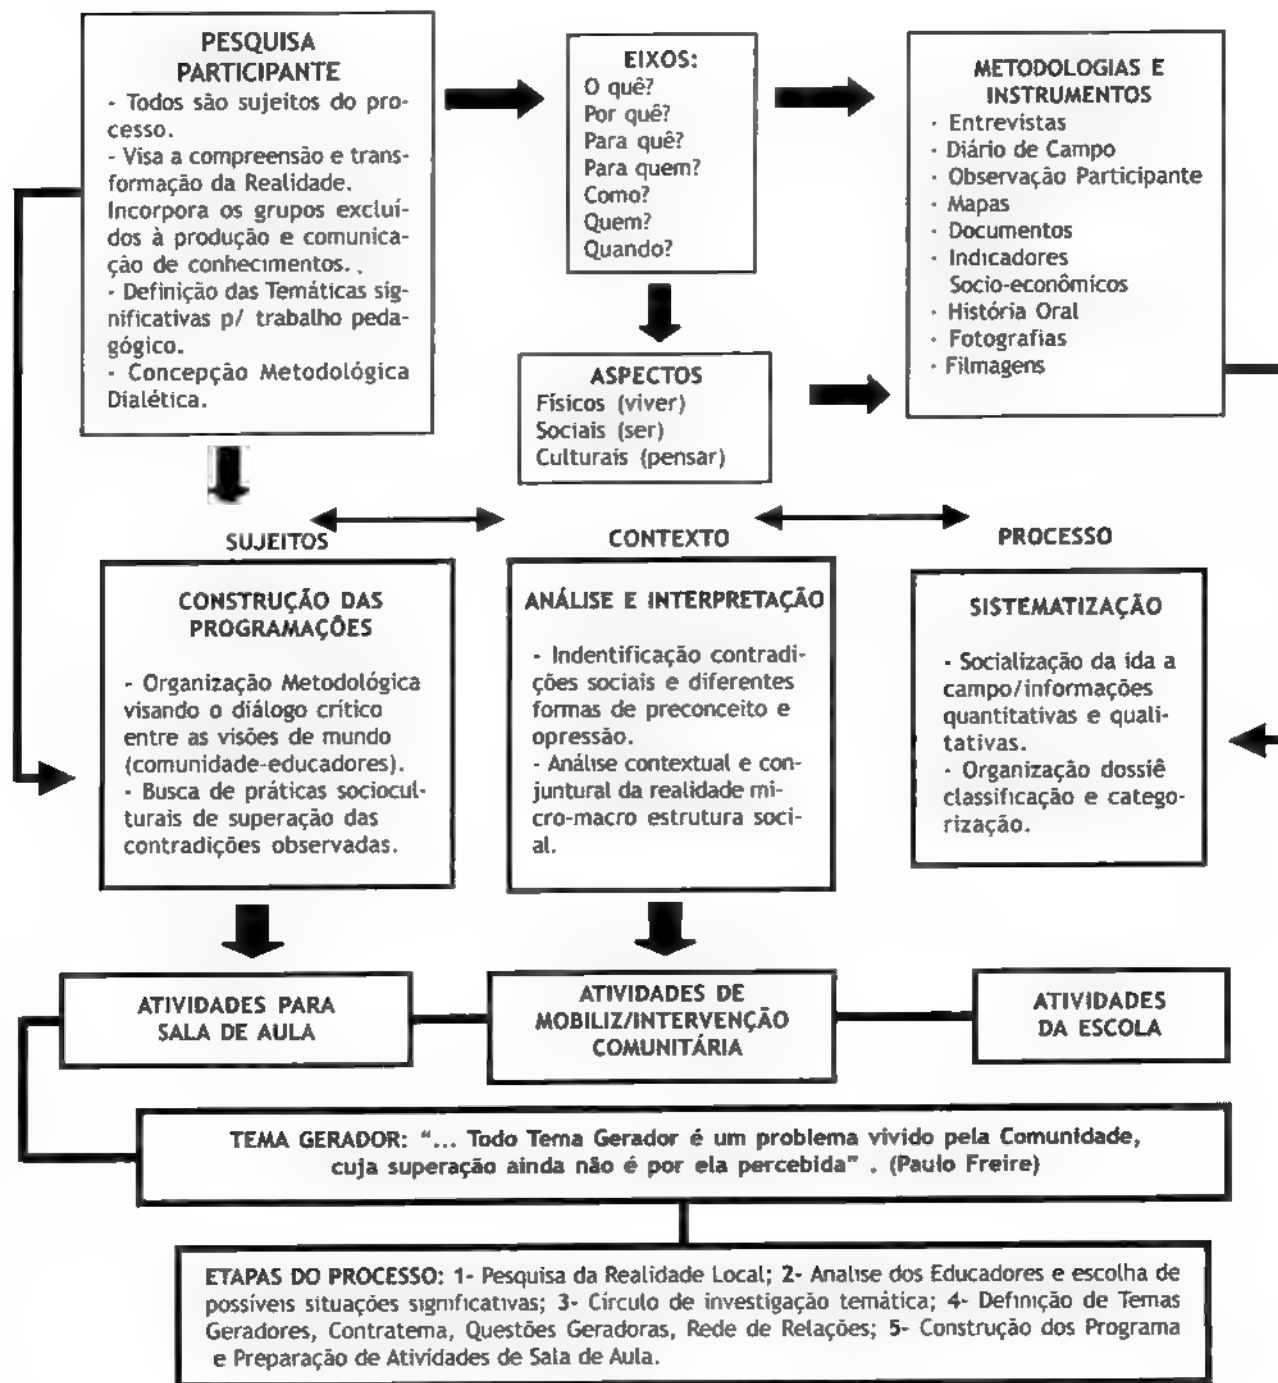 PESQUISA
PARTICIPANTE
- Todos são sujeitos do pro-
cesso.
- Visa a compreensão e trans-
formação da Realidade.
Incorpora os grupos excluí-
dos à produção e comunica-
ção de conhecimentos. .
- Definição das Temáticas sig-
nificativas p/ trabalho peda-
gógico.
- Concepção Metodológica
Dialética.
EIXOS:
O quê?
Por quê?
Para quê?
Para quem?
Como?
Quem?
Quando?
METODOLOGIAS E
INSTRUMENTOS
- Entrevistas
- Diário de Campo
- Observação Participante
- Mapas
- Documentos
- Indicadores
Socio-econômicos
- História Oral
- Fotografias
- Filmagens
ASPECTOS
Físicos (viver)
Sociais (ser)
Culturais (pensar)
SUJEITOS
CONTEXTO
PROCESSO
CONSTRUÇÃO DAS
PROGRAMAÇÕES
- Organização Metodológica
visando o diálogo crítico
entre as visões de mundo
(comunidade-educadores).
- Busca de práticas sociocul-
turais de superação das
contradições observadas.
ANÁLISE E INTERPRETAÇÃO
- Indentificação contradi-
ções sociais e diferentes
formas de preconceito e
opressão.
- Análise contextual e con-
juntural da realidade mi-
cro-macro estrutura soci-
al.
SISTEMATIZAÇÃO
- Socialização da ida a
campo/informações
quantitativas e quali-
tativas.
- Organização dossiê
classificação e catego-
rização.
ATIVIDADES PARA
SALA DE AULA
ATIVIDADES DE
MOBILIZ/INTERVENÇÃO
COMUNITÁRIA
ATIVIDADES
DA ESCOLA
TEMA GERADOR: "... Todo Tema Gerador é um problema vivido pela Comunidade,
cuja superação ainda não é por ela percebida" . (Paulo Freire)
ETAPAS DO PROCESSO: 1- Pesquisa da Realidade Local; 2- Analise dos Educadores e escolha de
possíveis situações significativas; 3- Círculo de investigação temática; 4- Definição de Temas
Geradores, Contratema, Questões Geradoras, Rede de Relações; 5- Construção dos Programa
e Preparação de Atividades de Sala de Aula.